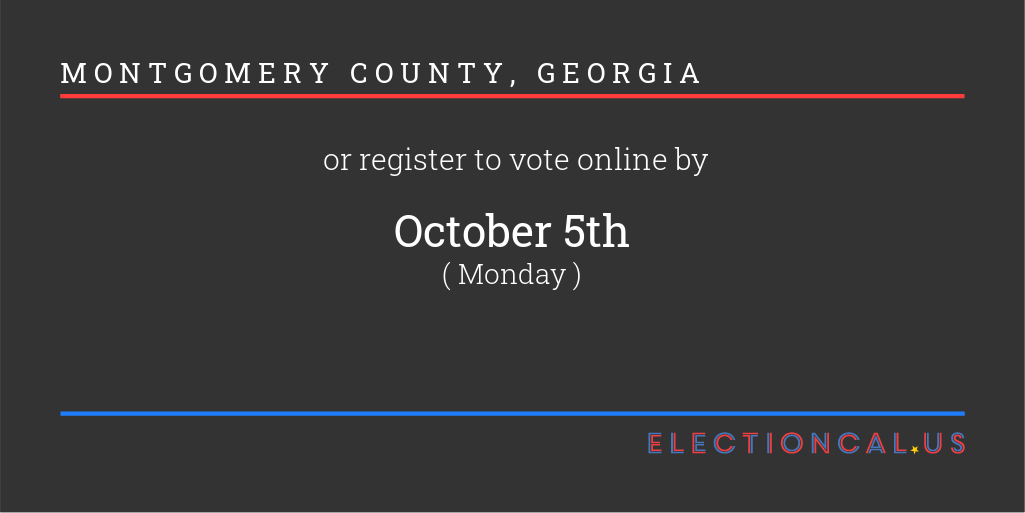 MONTGOMERY COUNTY, GEORGIA
or register to vote online by
October 5th
( Monday )
ELECTIONCAL.US